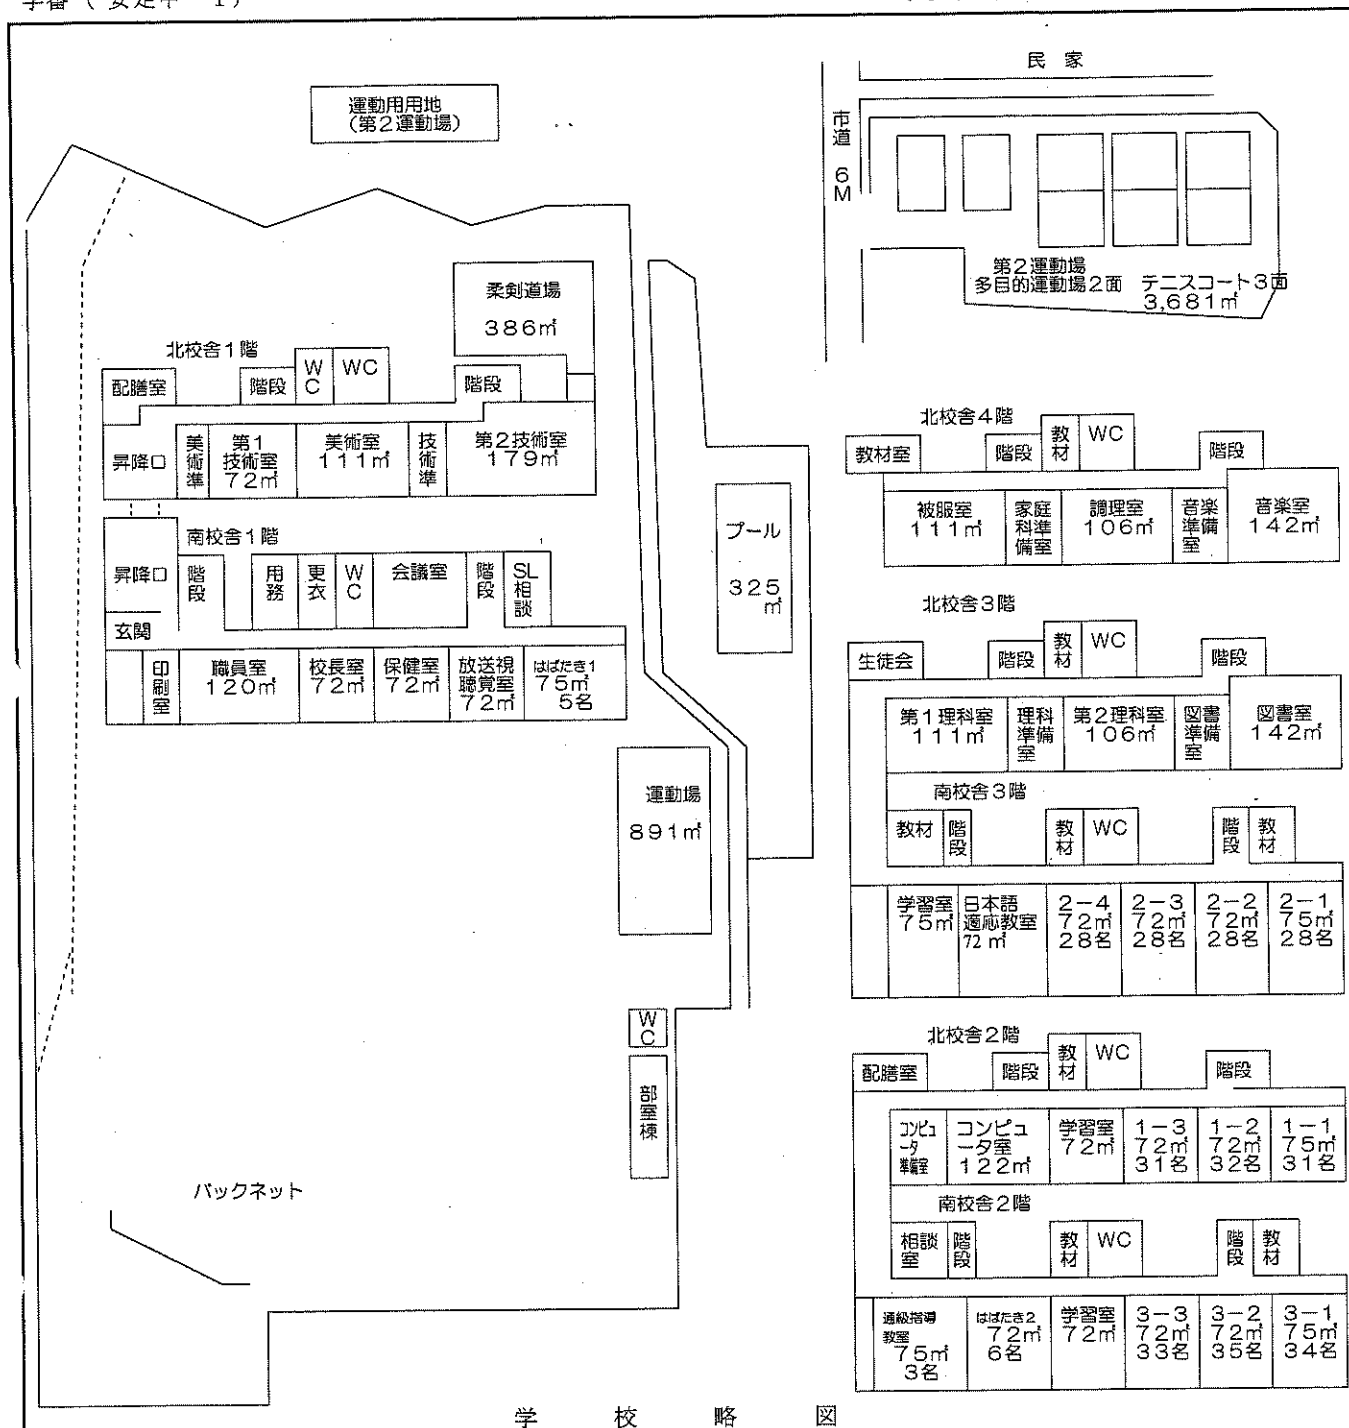 運動用用地
(第2運動場)
民 家
市道 6M
第2運動場
多目的運動場2面 テニスコート3面
3,681㎡
柔剣道場
386㎡
北校舎1階
配膳室
階段
WC
WC
階段
昇降口
美術準
第1
技術室
72㎡
美術室
111㎡
技術準
第2技術室
179㎡
南校舎1階
昇降口
階段
用務
更衣
WC
会議室
階段
SL
相談
玄関
印刷室
職員室
120㎡
校長室
72㎡
保健室
72㎡
放送視
聴覚室
72㎡
はばたき1
75㎡
5名
プール
325
㎡
運動場
891㎡
WC
部室棟
バックネット
北校舎4階
教材室
階段
教材
WC
階段
被服室
111㎡
家庭
科準
備室
調理室
106㎡
音楽
準備
室
音楽室
142㎡
北校舎3階
生徒会
階段
教材
WC
階段
第1理科室
111㎡
理科
準備
室
第2理科室
106㎡
図書
準備
室
図書室
142㎡
南校舎3階
教材
階段
教材
WC
階段
教材
学習室
75㎡
日本語
適応教室
72㎡
2-4
72㎡
28名
2-3
72㎡
28名
2-2
72㎡
28名
2-1
75㎡
28名
北校舎2階
配膳室
階段
教材
WC
階段
コンピュ
ータ
準備室
コンピュ
ータ室
122㎡
学習室
72㎡
1-3
72㎡
31名
1-2
72㎡
32名
1-1
75㎡
31名
南校舎2階
相談
室
階段
教材
WC
階段
教材
通級指導
教室
75㎡
3名
はばたき2
72㎡
6名
学習室
72㎡
3-3
72㎡
33名
3-2
72㎡
35名
3-1
75㎡
34名
学 校 略 図